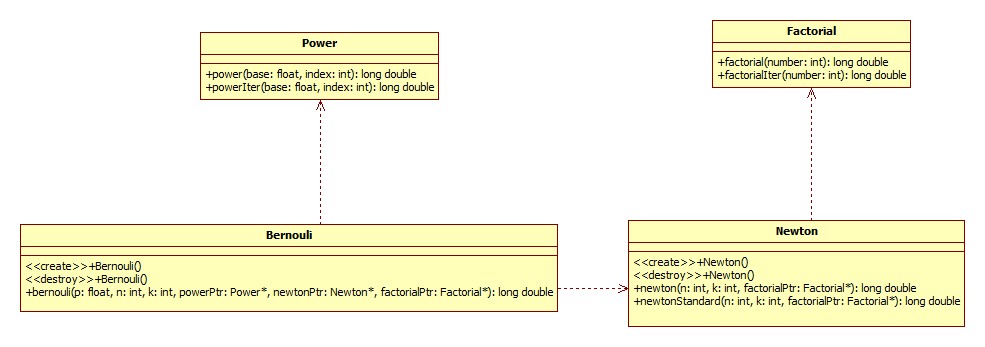 Power
+power(base: float, index: int): long double
+powerIter(base: float, index: int): long double
Factorial
+factorial(number: int): long double
+factorialIter(number: int): long double
Bernouli
<<create>>+Bernouli()
<<destroy>>+Bernouli()
+bernouli(p: float, n: int, k: int, powerPtr: Power*, newtonPtr: Newton*, factorialPtr: Factorial*): long double
Newton
<<create>>+Newton()
<<destroy>>+Newton()
+newton(n: int, k: int, factorialPtr: Factorial*): long double
+newtonStandard(n: int, k: int, factorialPtr: Factorial*): long double